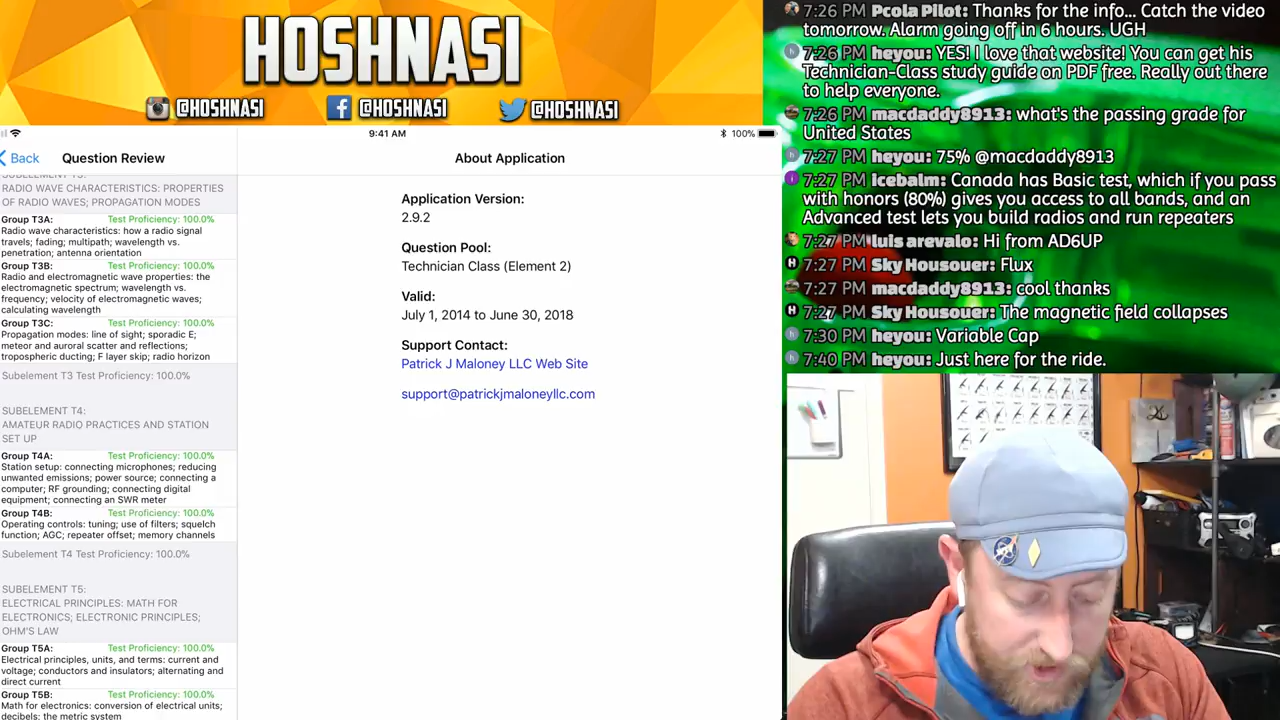 HOSHNASI
@HOSHNASI
@HOSHNASI
@HOSHNASI
9:41 AM
100%
Back
Question Review
About Application
RADIO WAVE CHARACTERISTICS: PROPERTIES
OF RADIO WAVES; PROPAGATION MODES
Group T3A:
Test Proficiency: 100.0%
Radio wave characteristics: how a radio signal
travels; fading; multipath; wavelength vs.
penetration; antenna orientation
Group T3B:
Test Proficiency: 100.0%
Radio and electromagnetic wave properties: the
electromagnetic spectrum; wavelength vs.
frequency; velocity of electromagnetic waves;
calculating wavelength
Group T3C:
Test Proficiency: 100.0%
Propagation modes: line of sight; sporadic E;
meteor and auroral scatter and reflections;
tropospheric ducting; F layer skip; radio horizon
Subelement T3 Test Proficiency: 100.0%
SUBELEMENT T4:
AMATEUR RADIO PRACTICES AND STATION
SET UP
Group T4A:
Test Proficiency: 100.0%
Station setup: connecting microphones; reducing
unwanted emissions; power source; connecting a
computer; RF grounding; connecting digital
equipment; connecting an SWR meter
Group T4B:
Test Proficiency: 100.0%
Operating controls: tuning; use of filters; squelch
function; AGC; repeater offset; memory channels
Subelement T4 Test Proficiency: 100.0%
SUBELEMENT T5:
ELECTRICAL PRINCIPLES: MATH FOR
ELECTRONICS; ELECTRONIC PRINCIPLES;
OHM'S LAW
Group T5A:
Test Proficiency: 100.0%
Electrical principles, units, and terms: current and
voltage; conductors and insulators; alternating and
direct current
Group T5B:
Test Proficiency: 100.0%
Math for electronics: conversion of electrical units;
decibels; the metric system
Application Version:
2.9.2
Question Pool:
Technician Class (Element 2)
Valid:
July 1, 2014 to June 30, 2018
Support Contact:
Patrick J Maloney LLC Web Site
support@patrickjmaloneyllc.com
7:26 PM Pcola Pilot: Thanks for the info... Catch the video
tomorrow. Alarm going off in 6 hours. UGH
7:26 PM heyou: YES! I love that website! You can get his
Technician-Class study guide on PDF free. Really out there
to help everyone.
7:26 PM macdaddy8913: what's the passing grade for
United States
7:27 PM heyou: 75% @macdaddy8913
7:27 PM icebalm: Canada has Basic test, which if you pass
with honors (80%) gives you access to all bands, and an
Advanced test lets you build radios and run repeaters
7:27 PM luis arevalo: Hi from AD6UP
7:27 PM Sky Housouer: Flux
7:27 PM macdaddy8913: cool thanks
7:27 PM Sky Housouer: The magnetic field collapses
7:30 PM heyou: Variable Cap
7:40 PM heyou: Just here for the ride.